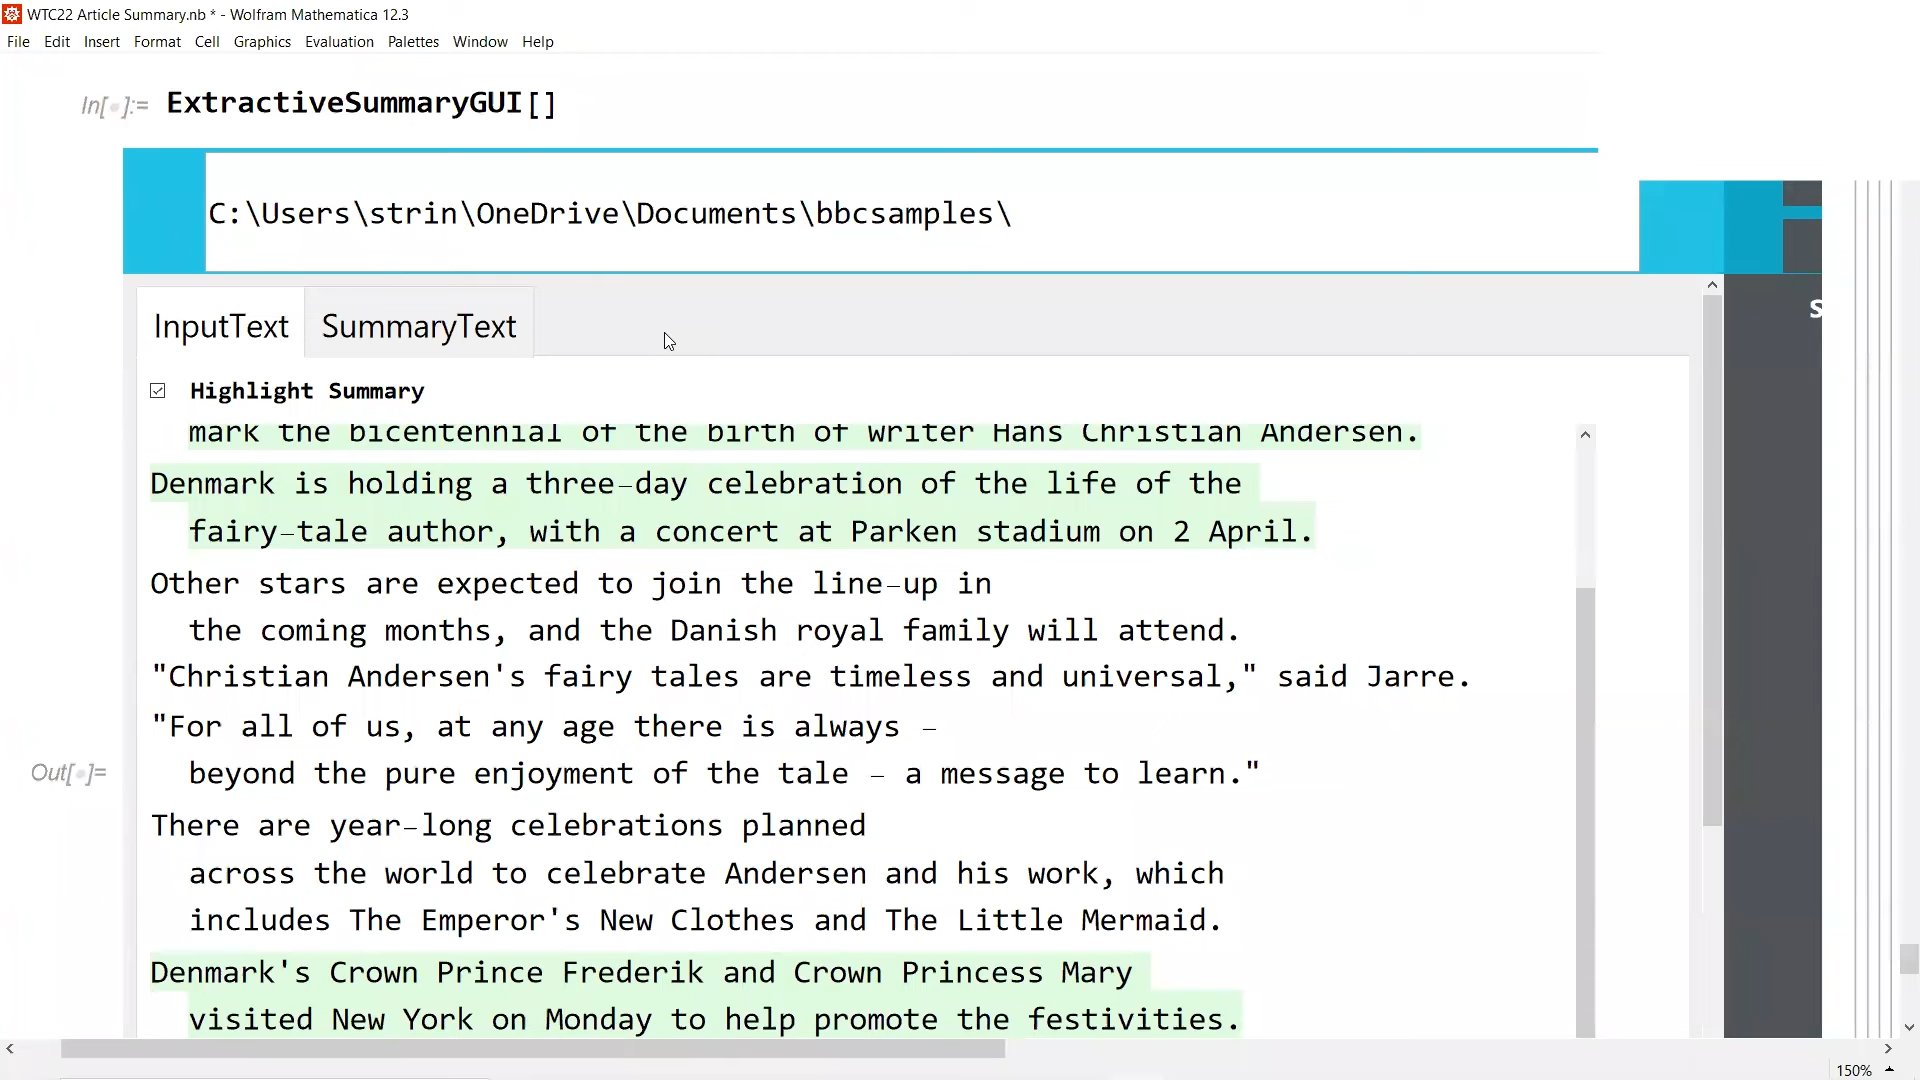 WTC22 Article Summary.nb * - Wolfram Mathematica 12.3
File Edit Insert Format Cell Graphics Evaluation Palettes Window Help
In[•]:= ExtractiveSummaryGUI[]
C:\Users\strin\OneDrive\Documents\bbcsamples\
S
InputText SummaryText
Highlight Summary
mark the bicentennial of the birth of writer Hans Christian Andersen.
Denmark is holding a three-day celebration of the life of the
fairy-tale author, with a concert at Parken stadium on 2 April.
Other stars are expected to join the line-up in
the coming months, and the Danish royal family will attend.
"Christian Andersen's fairy tales are timeless and universal," said Jarre.
"For all of us, at any age there is always -
beyond the pure enjoyment of the tale - a message to learn."
Out[•]=
There are year-long celebrations planned
across the world to celebrate Andersen and his work, which
includes The Emperor's New Clothes and The Little Mermaid.
Denmark's Crown Prince Frederik and Crown Princess Mary
visited New York on Monday to help promote the festivities.
150%